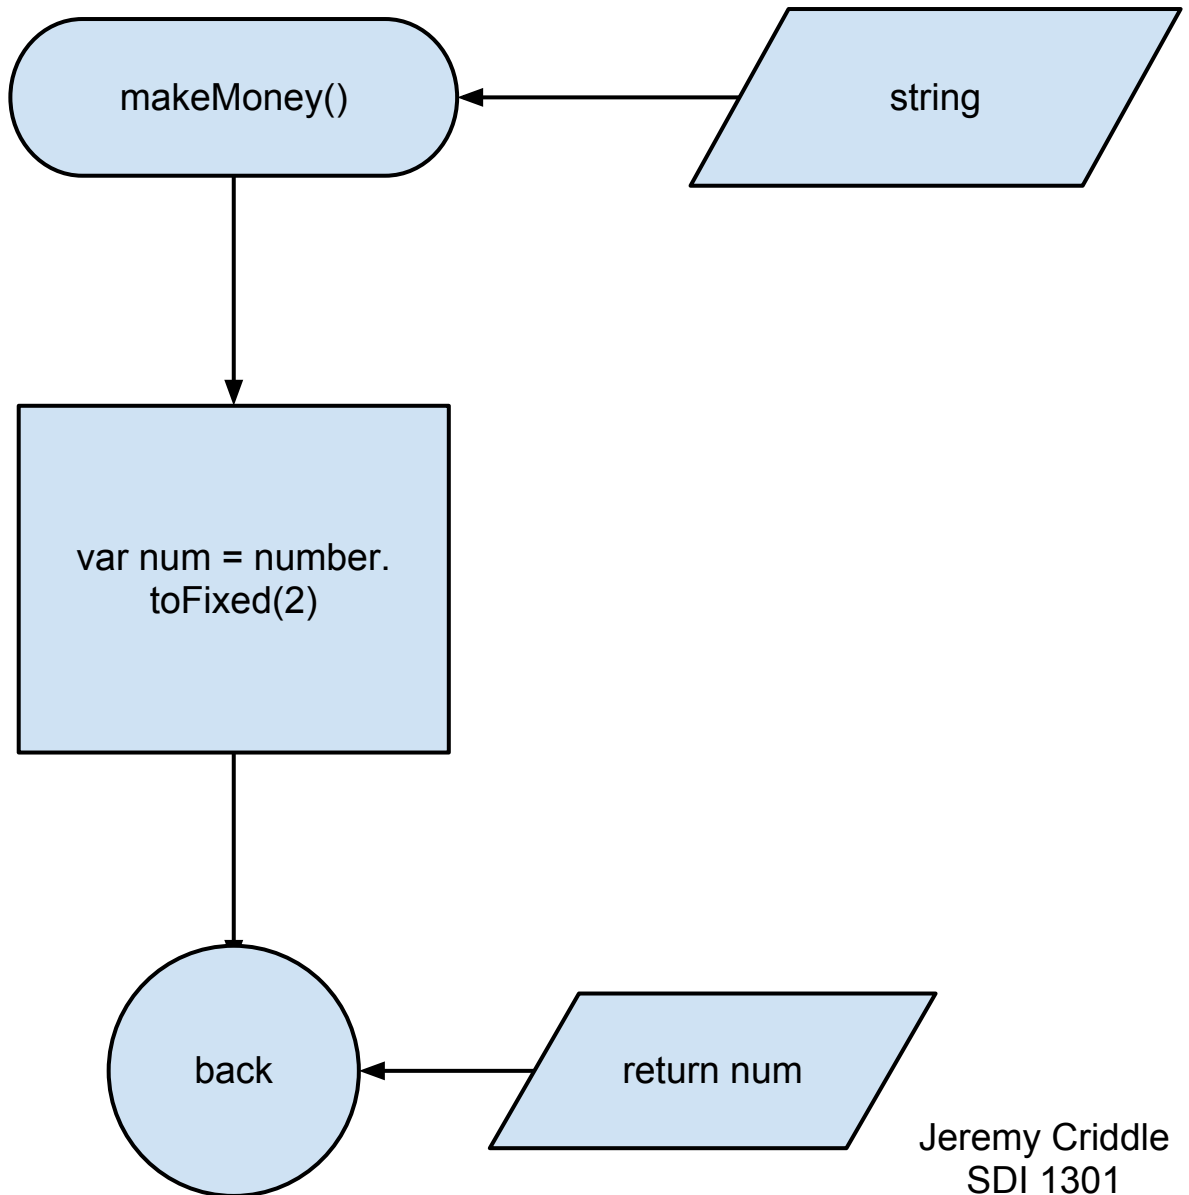 makeMoney()
string
var num = number.
toFixed(2)
back
return num
Jeremy Criddle
SDI 1301